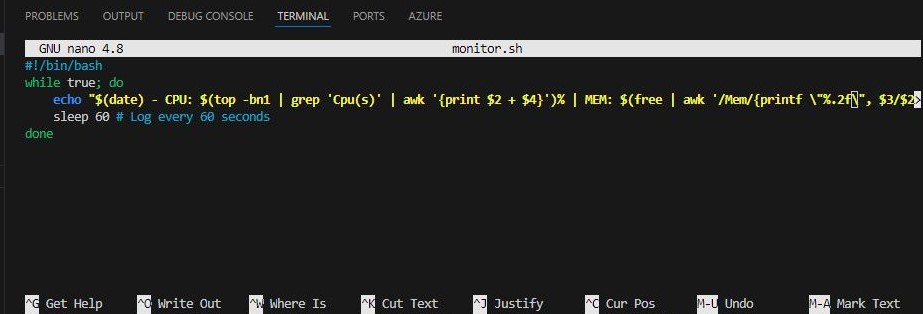 PROBLEMS OUTPUT DEBUG CONSOLE TERMINAL PORTS AZURE
GNU nano 4.8 monitor.sh
#!/bin/bash
while true; do
    echo "$(date) - CPU: $(top -bn1 | grep 'Cpu(s)' | awk '{print $2 + $4}')% | MEM: $(free | awk '/Mem/{printf \"%.2f\", $3/$2>
    sleep 60 # Log every 60 seconds
done
^G Get Help ^O Write Out ^W Where Is ^K Cut Text ^J Justify ^C Cur Pos M-U Undo M-A Mark Text